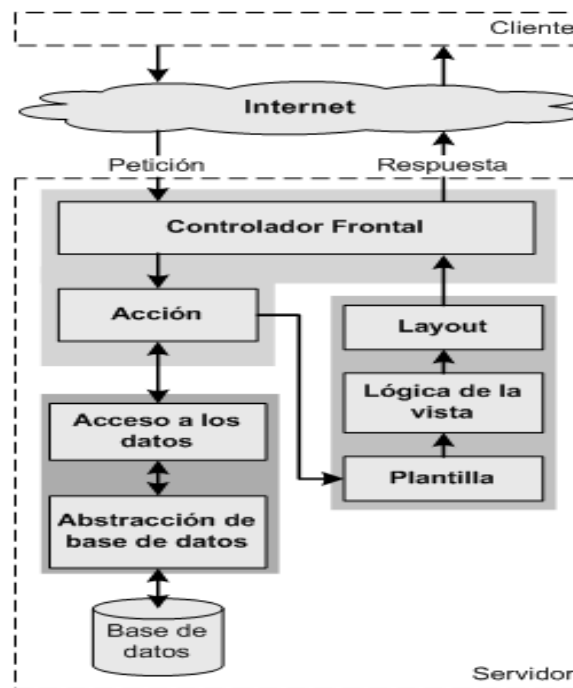 Cliente
Internet
Petición
Respuesta
Controlador Frontal
Acción
Layout
Lógica de la
vista
Acceso a los
datos
Plantilla
Abstracción de
base de datos
Base de
datos
Servidor